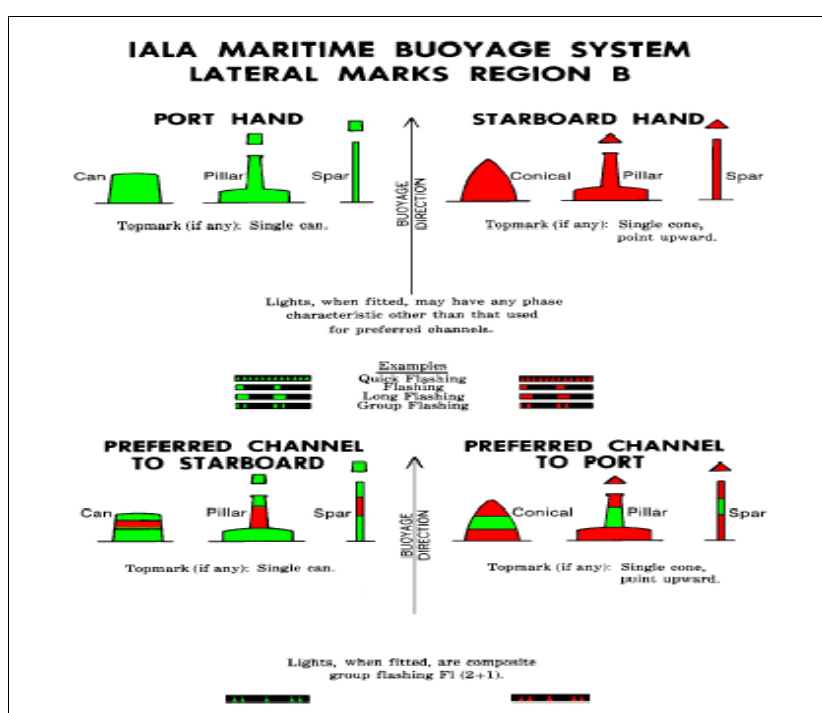 IALA MARITIME BUOYAGE SYSTEM
LATERAL MARKS REGION B
PORT HAND
STARBOARD HAND
Can
Pillar
Spar
BUOYAGE
DIRECTION
Conical
Pillar
Spar
Topmark (if any): Single can.
Topmark (if any): Single cone,
point upward.
Lights, when fitted, may have any phase
characteristic other than that used
for preferred channels.
Examples
Quick Flashing
Flashing
Long Flashing
Group Flashing
PREFERRED CHANNEL
TO STARBOARD
PREFERRED CHANNEL
TO PORT
Can
Pillar
Spar
BUOYAGE
DIRECTION
Conical
Pillar
Spar
Topmark (if any): Single can.
Topmark (if any): Single cone,
point upward.
Lights, when fitted, are composite
group flashing Fl (2+1).